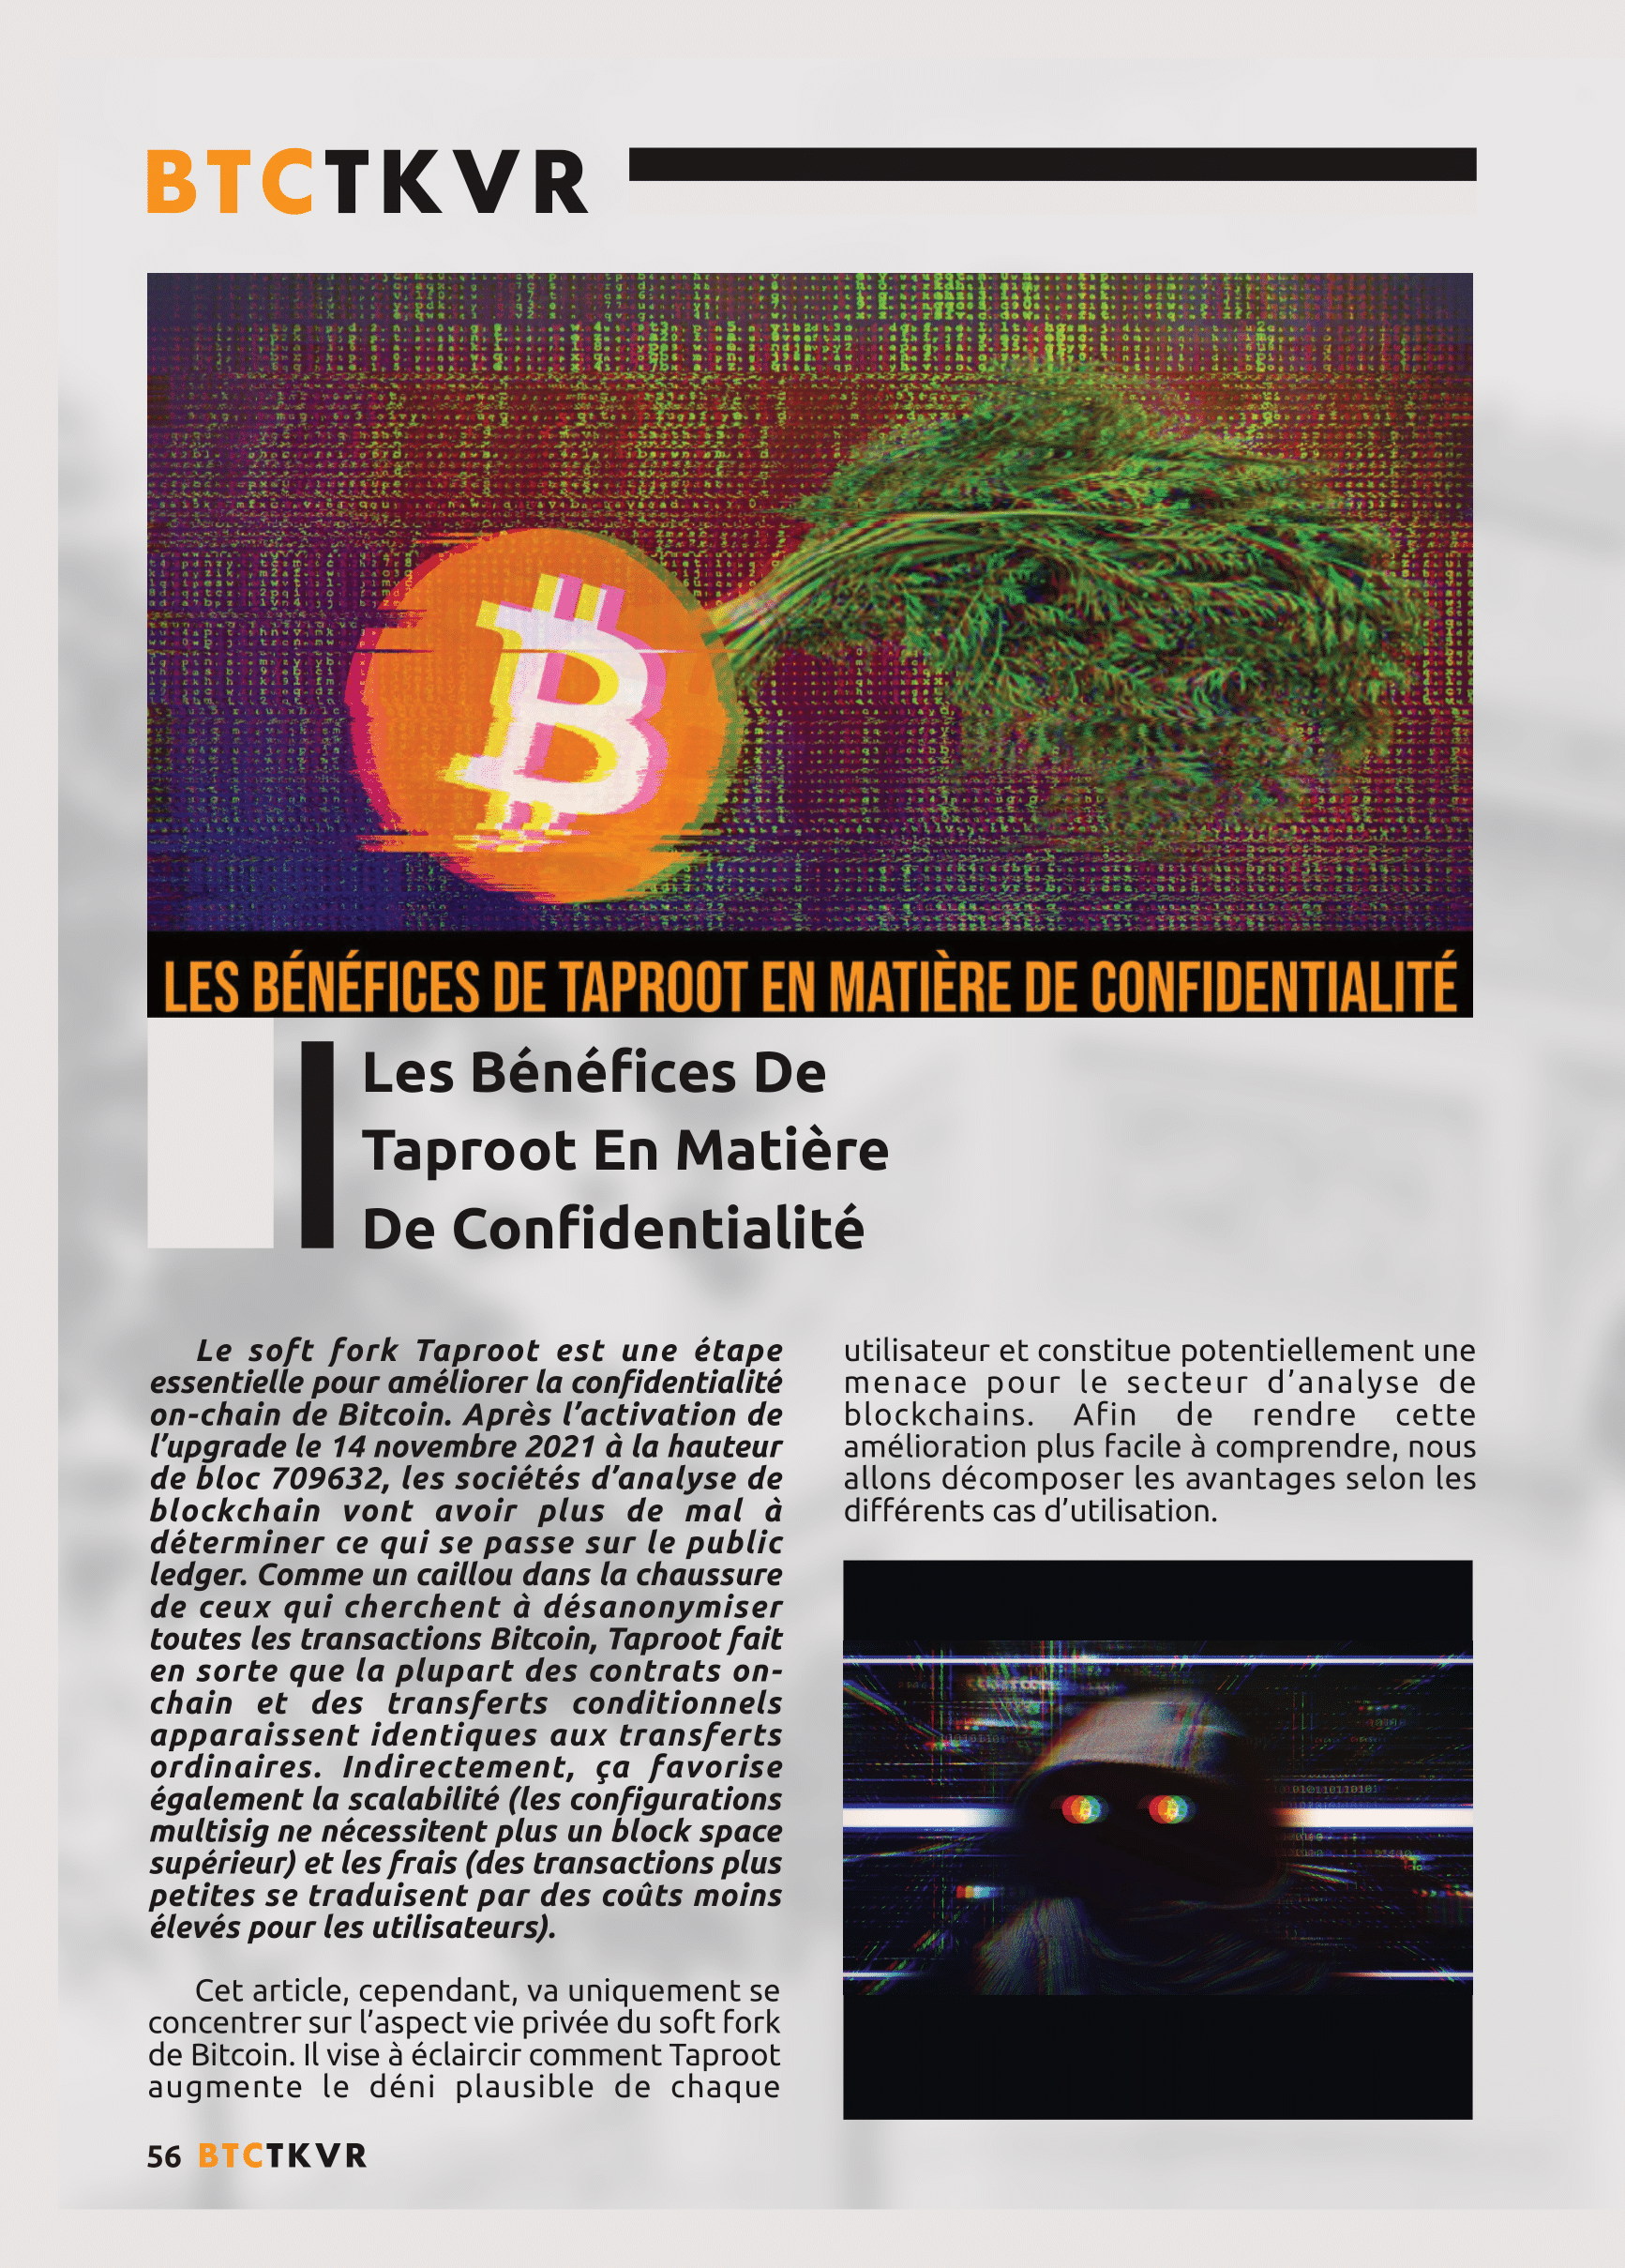 BTCTKVR
LES BÉNÉFICES DE TAPROOT EN MATIÈRE DE CONFIDENTIALITÉ
Les Bénéfices De
Taproot En Matière
De Confidentialité
Le soft fork Taproot est une étape
essentielle pour améliorer la confidentialité
on-chain de Bitcoin. Après l’activation de
l’upgrade le 14 novembre 2021 à la hauteur
de bloc 709632, les sociétés d’analyse de
blockchain vont avoir plus de mal à
déterminer ce qui se passe sur le public
ledger. Comme un caillou dans la chaussure
de ceux qui cherchent à désanonymiser
toutes les transactions Bitcoin, Taproot fait
en sorte que la plupart des contrats on-
chain et des transferts conditionnels
apparaissent identiques aux transferts
ordinaires. Indirectement, ça favorise
également la scalabilité (les configurations
multisig ne nécessitent plus un block space
supérieur) et les frais (des transactions plus
petites se traduisent par des coûts moins
élevés pour les utilisateurs).
Cet article, cependant, va uniquement se
concentrer sur l’aspect vie privée du soft fork
de Bitcoin. Il vise à éclaircir comment Taproot
augmente le déni plausible de chaque
utilisateur et constitue potentiellement une
menace pour le secteur d’analyse de
blockchains. Afin de rendre cette
amélioration plus facile à comprendre, nous
allons décomposer les avantages selon les
différents cas d’utilisation.
56 BTCTKVR